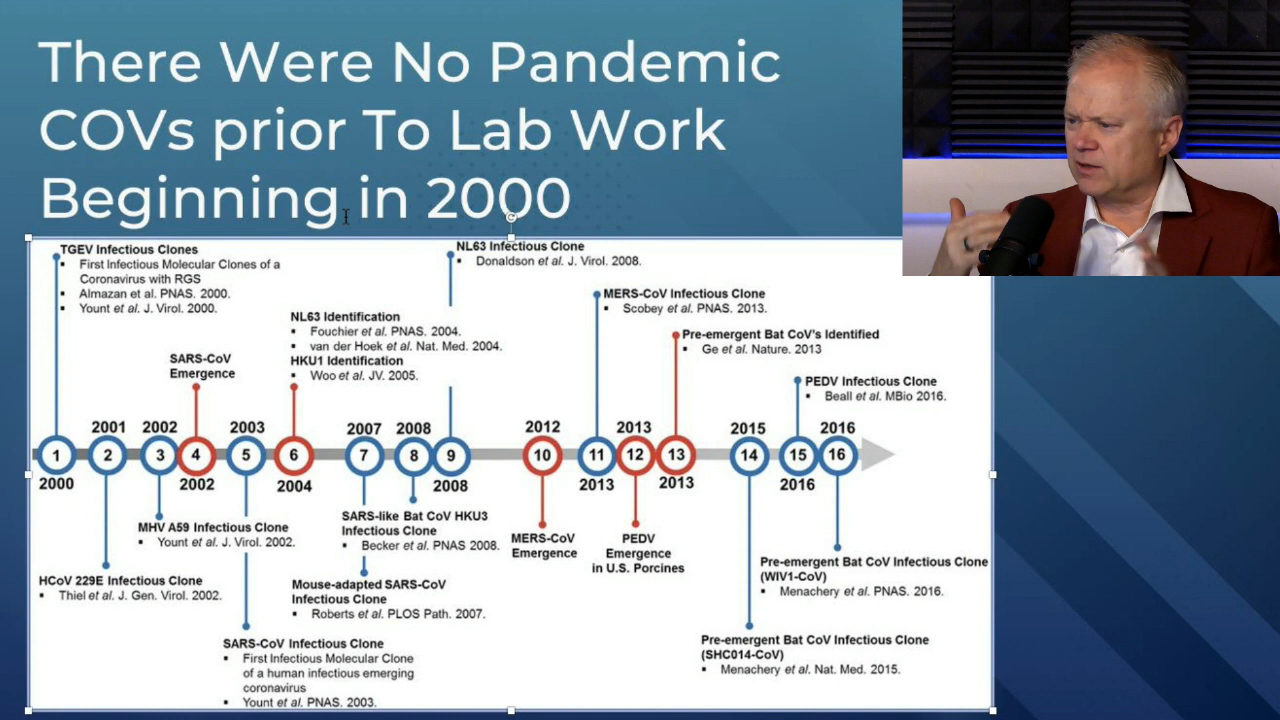 There Were No Pandemic
COVs prior To Lab Work
Beginning in 2000
TGEV Infectious Clones
▪ First Infectious Molecular Clones of a
Coronavirus with RGS
▪ Almazan et al. PNAS. 2000.
▪ Yount et al. J. Virol. 2000.
NL63 Infectious Clone
▪ Donaldson et al. J. Virol. 2008.
NL63 Identification
▪ Fouchier et al. PNAS. 2004.
▪ van der Hoek et al. Nat. Med. 2004.
HKU1 Identification
▪ Woo et al. JV. 2005.
SARS-CoV
Emergence
MERS-CoV Infectious Clone
▪ Scobey et al. PNAS. 2013.
Pre-emergent Bat CoV's Identified
▪ Ge et al. Nature. 2013
PEDV Infectious Clone
▪ Beall et al. MBio 2016.
2001 2002 2003 2007 2008 2012 2013 2015 2016
1 2 3 4 5 6 7 8 9 10 11 12 13 14 15 16
2000 2002 2004 2008 2013 2013 2016
MHV A59 Infectious Clone
▪ Yount et al. J. Virol. 2002.
HCoV 229E Infectious Clone
▪ Thiel et al. J. Gen. Virol. 2002.
SARS-like Bat CoV HKU3
Infectious Clone
▪ Becker et al. PNAS 2008.
Mouse-adapted SARS-CoV
Infectious Clone
▪ Roberts et al. PLOS Path. 2007.
SARS-CoV Infectious Clone
▪ First Infectious Molecular Clone
of a human infectious emerging
coronavirus
▪ Yount et al. PNAS. 2003.
MERS-CoV
Emergence
PEDV
Emergence
in U.S. Porcines
Pre-emergent Bat CoV Infectious Clone
(WIV1-CoV)
▪ Menachery et al. PNAS. 2016.
Pre-emergent Bat CoV Infectious Clone
(SHC014-CoV)
▪ Menachery et al. Nat. Med. 2015.